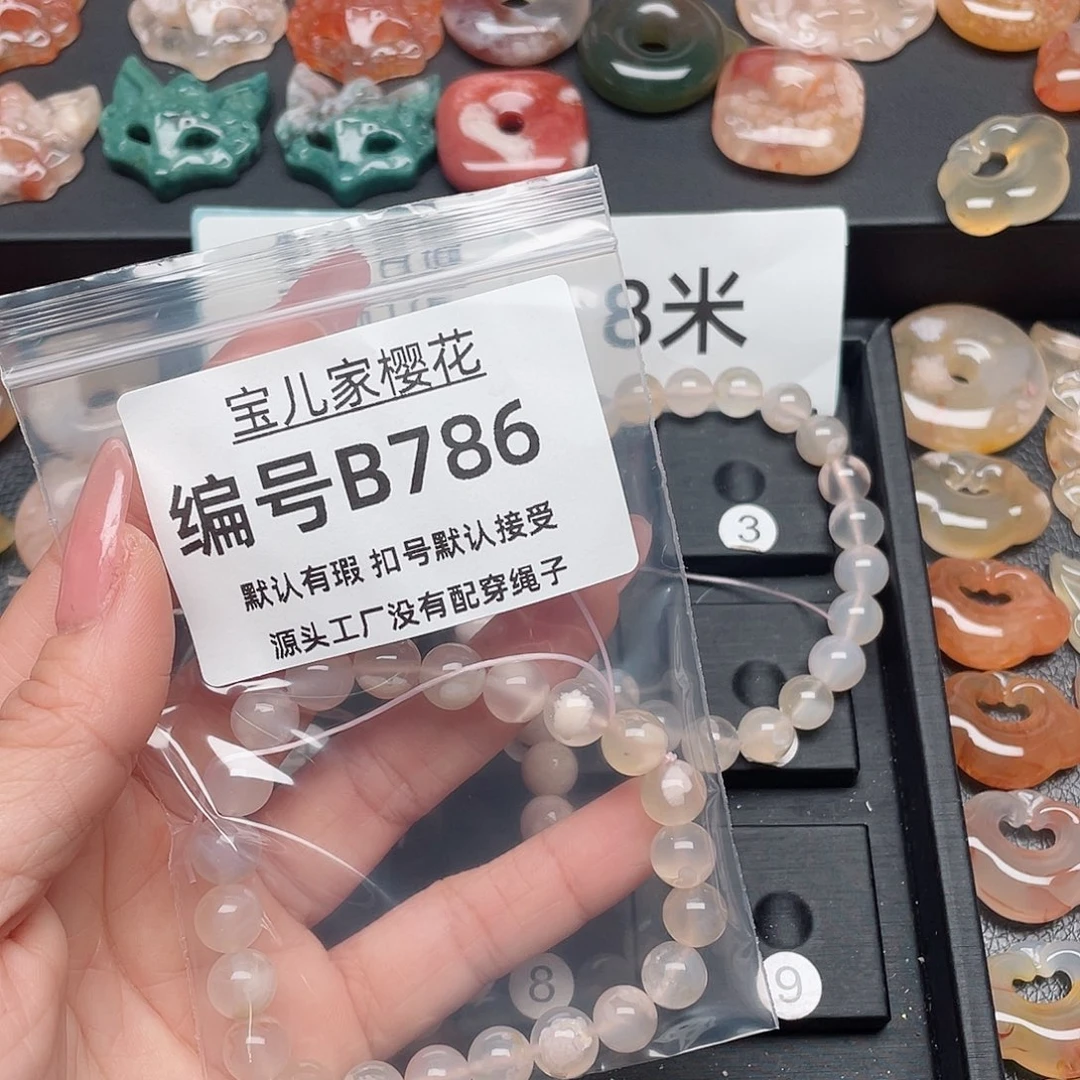 8米
宝儿家樱花
编号B786
默认有瑕 扣号默认接受
源头工厂没有配穿绳子
3
8
9